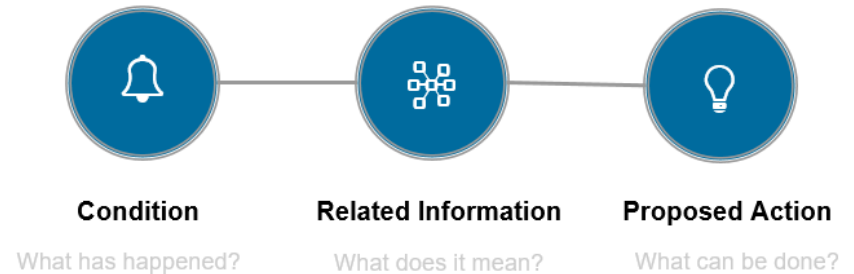 Condition
Related Information
Proposed Action
What has happened?
What does it mean?
What can be done?